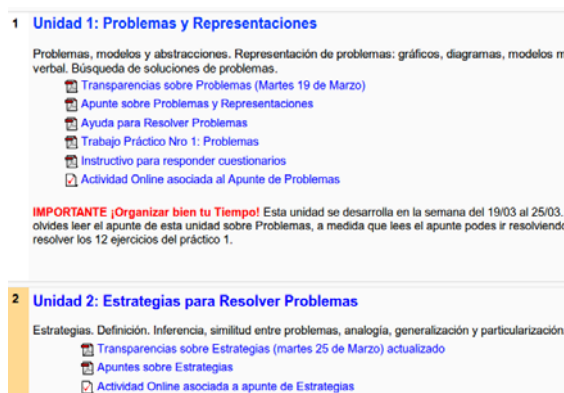 1 Unidad 1: Problemas y Representaciones
Problemas, modelos y abstracciones. Representación de problemas: gráficos, diagramas, modelos
verbal. Búsqueda de soluciones de problemas.
Transparencias sobre Problemas (Martes 19 de Marzo)
Apunte sobre Problemas y Representaciones
Ayuda para Resolver Problemas
Trabajo Práctico Nro 1: Problemas
Instructivo para responder cuestionarios
Actividad Online asociada al Apunte de Problemas
IMPORTANTE ¡Organizar bien tu Tiempo! Esta unidad se desarrolla en la semana del 19/03 al 25/03.
olvides leer el apunte de esta unidad sobre Problemas, a medida que lees el apunte podes ir resolviendo
resolver los 12 ejercicios del práctico 1.
2 Unidad 2: Estrategias para Resolver Problemas
Estrategias. Definición. Inferencia, similitud entre problemas, analogía, generalización y particularización
Transparencias sobre Estrategias (martes 25 de Marzo) actualizado
Apuntes sobre Estrategias
Actividad Online asociada a apunte de Estrategias